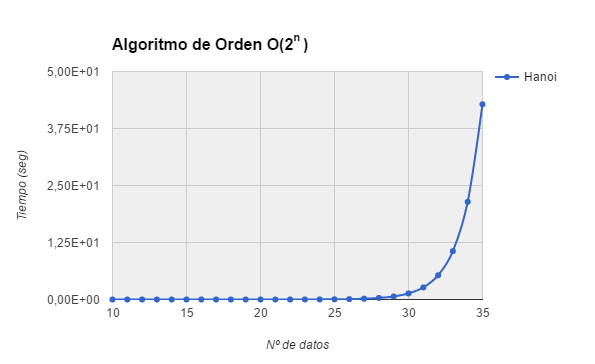 Algoritmo de Orden O(2^n )
5,00E+01
Hanoi
3,75E+01
2,50E+01
1,25E+01
0,00E+00
Tiempo (seg)
10 15 20 25 30 35
Nº de datos